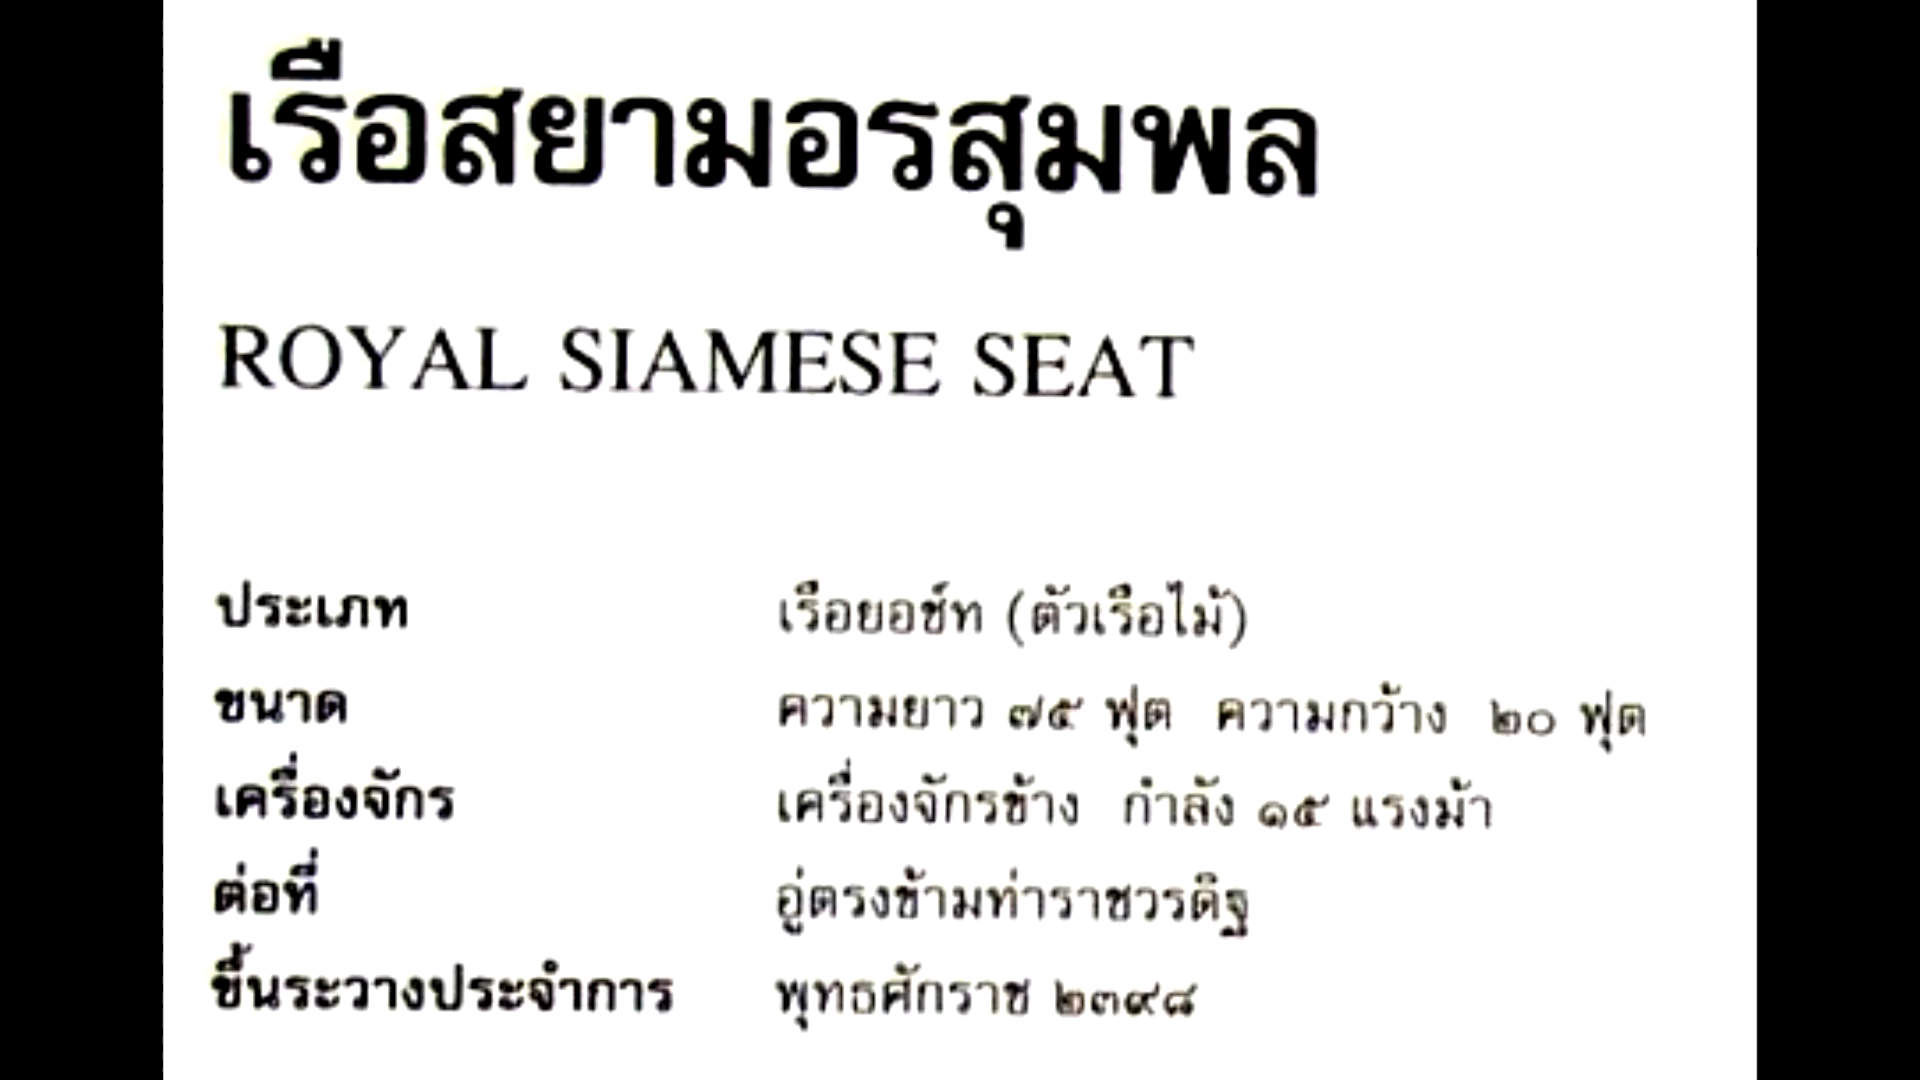 เรือสยามอรสุมพล
ROYAL SIAMESE SEAT
ประเภท เรือยอช์ท (ตัวเรือไม้)
ขนาด ความยาว ๗๕ ฟุต ความกว้าง ๒๐ ฟุต
เครื่องจักร เครื่องจักรข้าง กำลัง ๑๕ แรงม้า
ต่อที่ อู่ตรงข้ามท่าราชวรดิฐ
ขึ้นระวางประจำการ พุทธศักราช ๒๓๙๘